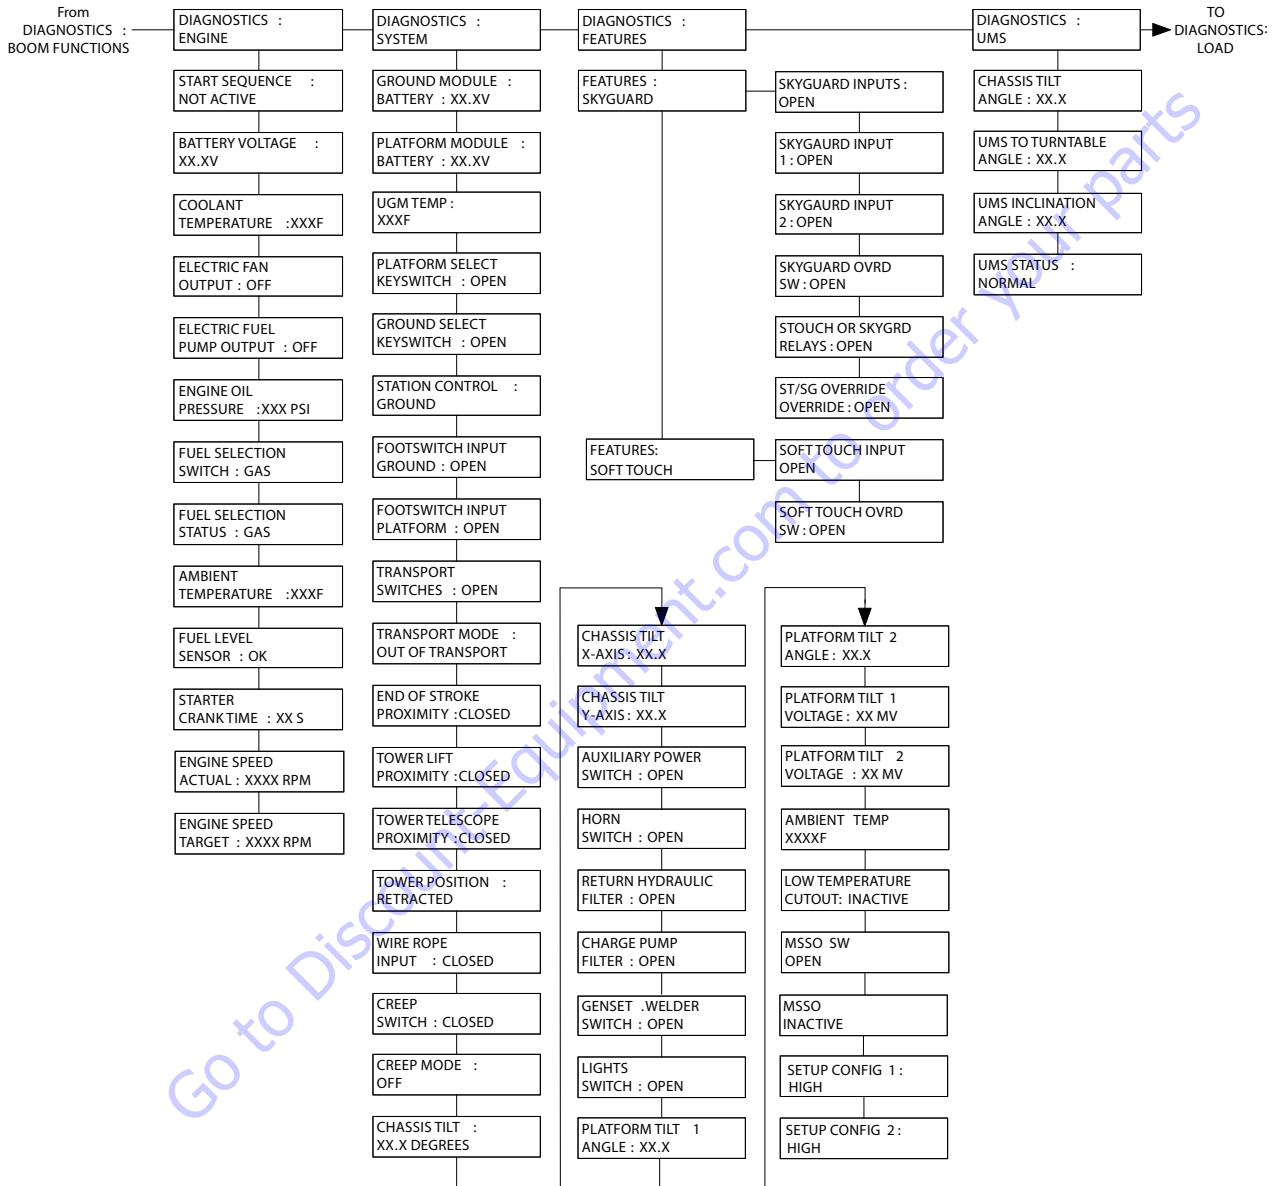 From
DIAGNOSTICS :
BOOM FUNCTIONS
DIAGNOSTICS :
ENGINE
DIAGNOSTICS :
SYSTEM
DIAGNOSTICS :
FEATURES
DIAGNOSTICS :
UMS
TO
DIAGNOSTICS:
LOAD
START SEQUENCE :
NOT ACTIVE
BATTERY VOLTAGE :
XX.XV
COOLANT
TEMPERATURE :XXXF
ELECTRIC FAN
OUTPUT : OFF
ELECTRIC FUEL
PUMP OUTPUT : OFF
ENGINE OIL
PRESSURE :XXX PSI
FUEL SELECTION
SWITCH : GAS
FUEL SELECTION
STATUS : GAS
AMBIENT
TEMPERATURE :XXXF
FUEL LEVEL
SENSOR : OK
STARTER
CRANK TIME : XX S
ENGINE SPEED
ACTUAL : XXXX RPM
ENGINE SPEED
TARGET : XXXX RPM
GROUND MODULE :
BATTERY : XX.XV
PLATFORM MODULE :
BATTERY : XX.XV
UGM TEMP :
XXXF
PLATFORM SELECT
KEYSWITCH : OPEN
GROUND SELECT
KEYSWITCH : OPEN
STATION CONTROL :
GROUND
FOOTSWITCH INPUT
GROUND : OPEN
FOOTSWITCH INPUT
PLATFORM : OPEN
TRANSPORT
SWITCHES : OPEN
TRANSPORT MODE :
OUT OF TRANSPORT
END OF STROKE
PROXIMITY :CLOSED
TOWER LIFT
PROXIMITY :CLOSED
TOWER TELESCOPE
PROXIMITY :CLOSED
TOWER POSITION :
RETRACTED
WIRE ROPE
INPUT : CLOSED
CREEP
SWITCH : CLOSED
CREEP MODE :
OFF
CHASSIS TILT :
XX.X DEGREES
FEATURES :
SKYGUARD
SKYGUARD INPUTS :
OPEN
SKYGAURD INPUT
1 : OPEN
SKYGAURD INPUT
2 : OPEN
SKYGUARD OVRD
SW : OPEN
STOUCH OR SKYGRD
RELAYS : OPEN
ST/SG OVERRIDE
OVERRIDE : OPEN
FEATURES:
SOFT TOUCH
SOFT TOUCH INPUT
OPEN
SOFT TOUCH OVRD
SW : OPEN
CHASSIS TILT
ANGLE : XX.X
UMS TO TURNTABLE
ANGLE : XX.X
UMS INCLINATION
ANGLE : XX.X
UMS STATUS :
NORMAL
CHASSIS TILT
X-AXIS : XX.X
CHASSIS TILT
Y-AXIS : XX.X
AUXILIARY POWER
SWITCH : OPEN
HORN
SWITCH : OPEN
RETURN HYDRAULIC
FILTER : OPEN
CHARGE PUMP
FILTER : OPEN
GENSET .WELDER
SWITCH : OPEN
LIGHTS
SWITCH : OPEN
PLATFORM TILT 1
ANGLE : XX.X
PLATFORM TILT 2
ANGLE : XX.X
PLATFORM TILT 1
VOLTAGE : XX MV
PLATFORM TILT 2
VOLTAGE : XX MV
AMBIENT TEMP
XXXXF
LOW TEMPERATURE
CUTOUT: INACTIVE
MSSO SW
OPEN
MSSO
INACTIVE
SETUP CONFIG 1 :
HIGH
SETUP CONFIG 2 :
HIGH
Go to Discount-Equipment.com to order your parts